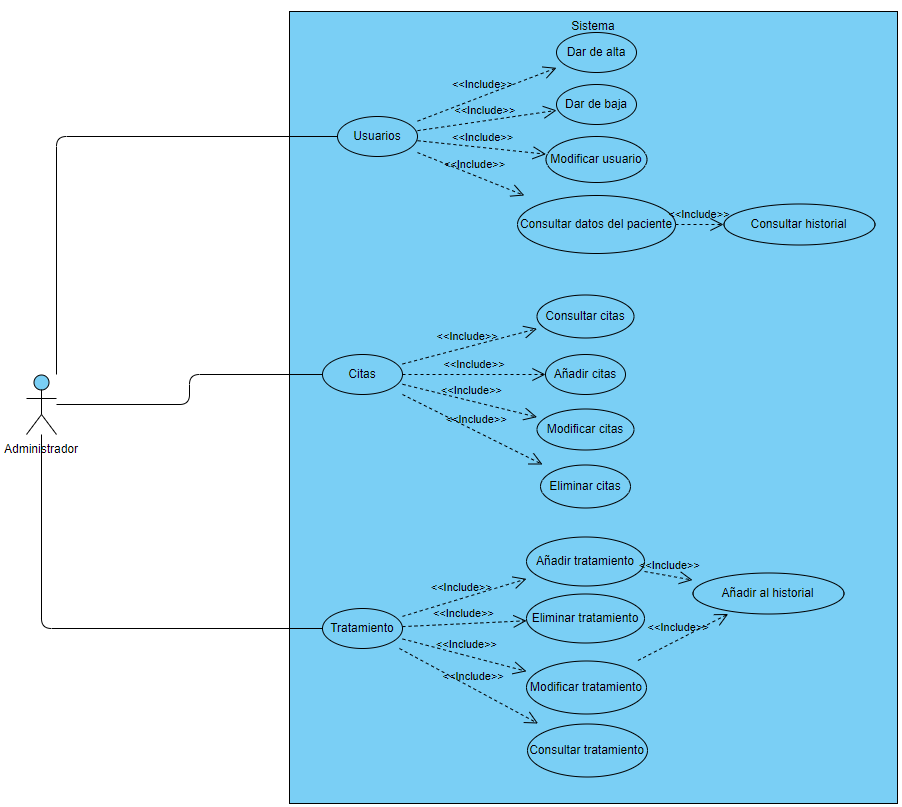 Sistema
Dar de alta
<<Include>>
Dar de baja
<<Include>>
Usuarios
<<Include>>
Modificar usuario
<<Include>>
Consultar datos del paciente
<<Include>>
Consultar historial
Consultar citas
<<Include>>
<<Include>>
Citas
Añadir citas
<<Include>>
<<Include>>
Modificar citas
Eliminar citas
Administrador
Añadir tratamiento
<<Include>>
<<Include>>
Añadir al historial
<<Include>>
Eliminar tratamiento
Tratamiento
<<Include>>
<<Include>>
<<Include>>
Modificar tratamiento
Consultar tratamiento